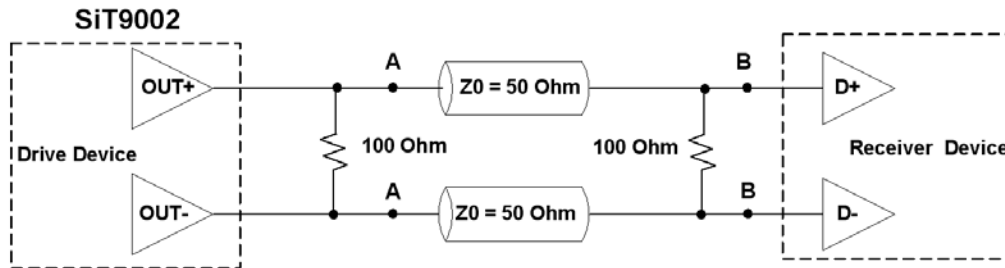 SiT9002
OUT+
A
Z0 = 50 Ohm
B
D+
Drive Device
100 Ohm
100 Ohm
Receiver Device
OUT-
A
Z0 = 50 Ohm
B
D-